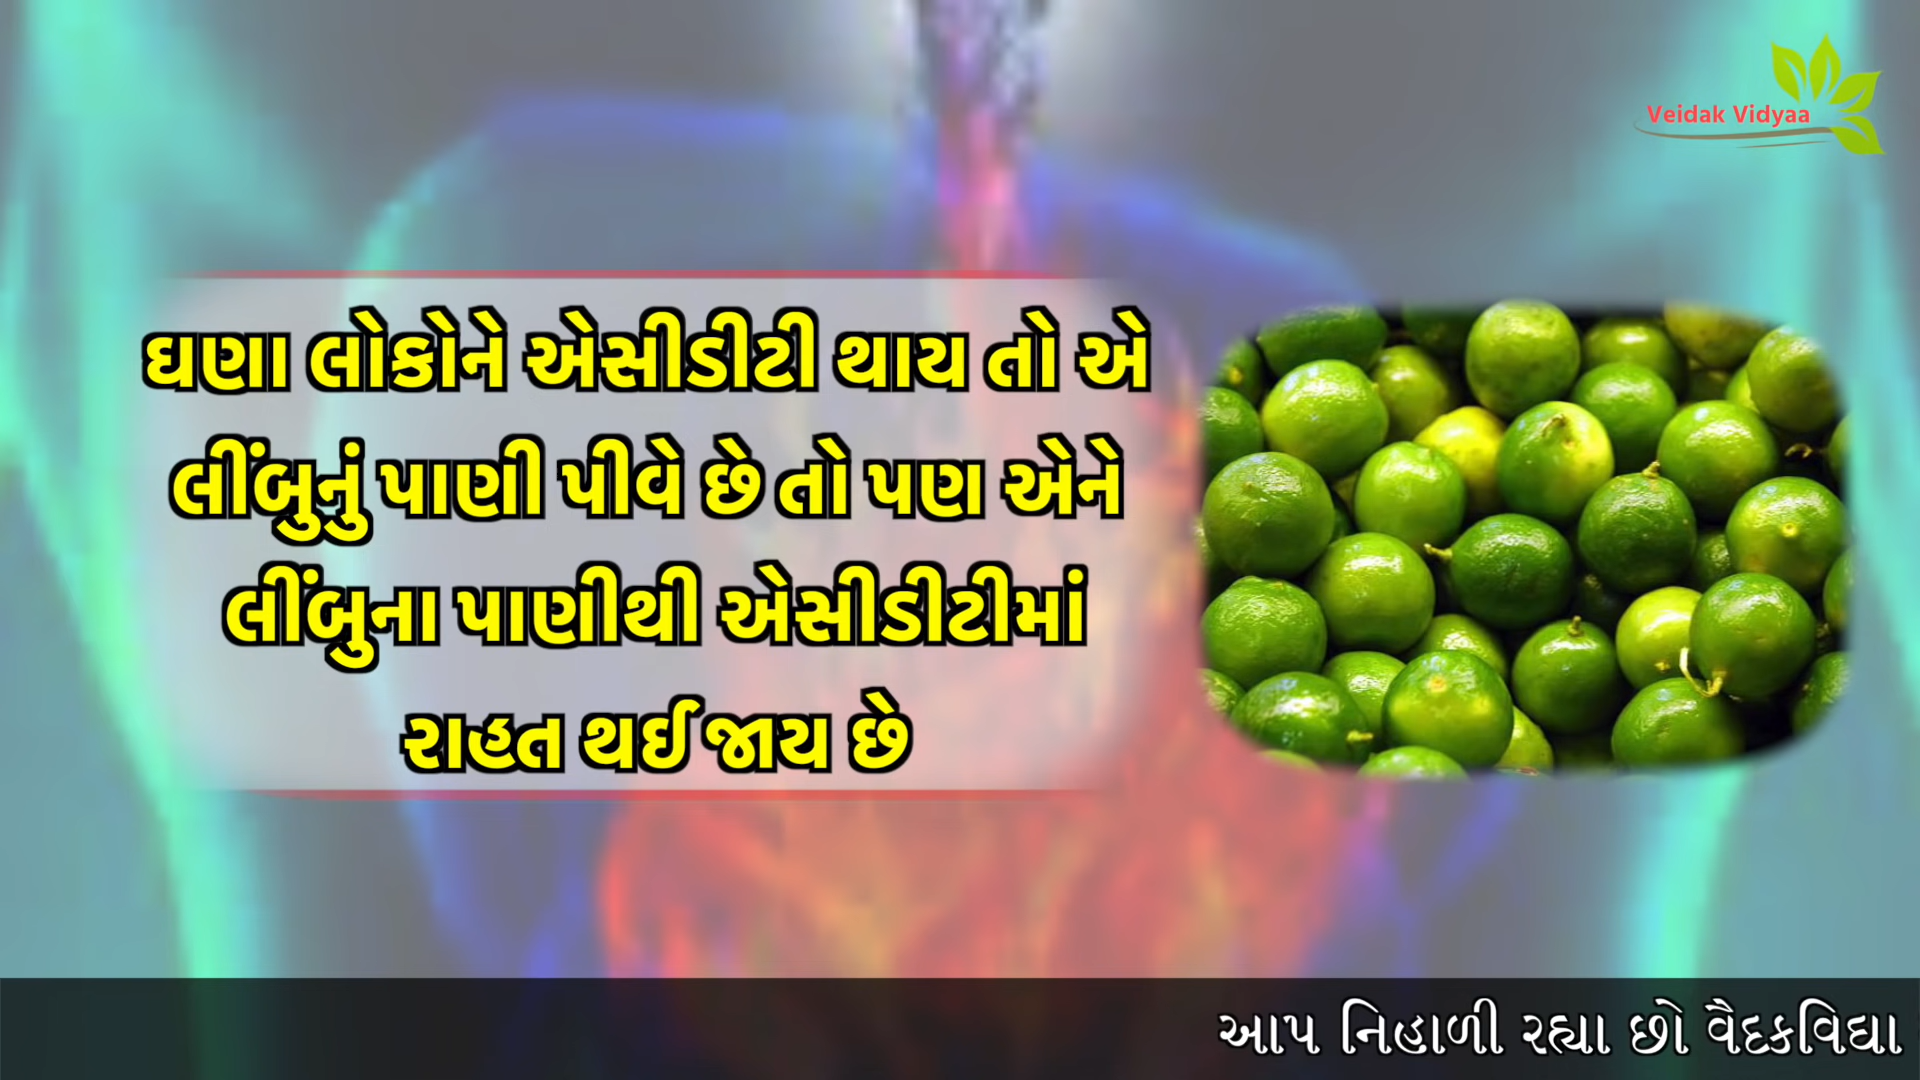 Veidak Vidyaa
ઘણા લોકોને એસીડીટી થાય તો એ
લીંબુનું પાણી પીવે છે તો પણ એને
લીંબુના પાણીથી એસીડીટીમાં
રાહત થઈ જાય છે
આપ નિહાળી રહ્યા છો વૈદકવિદ્યા